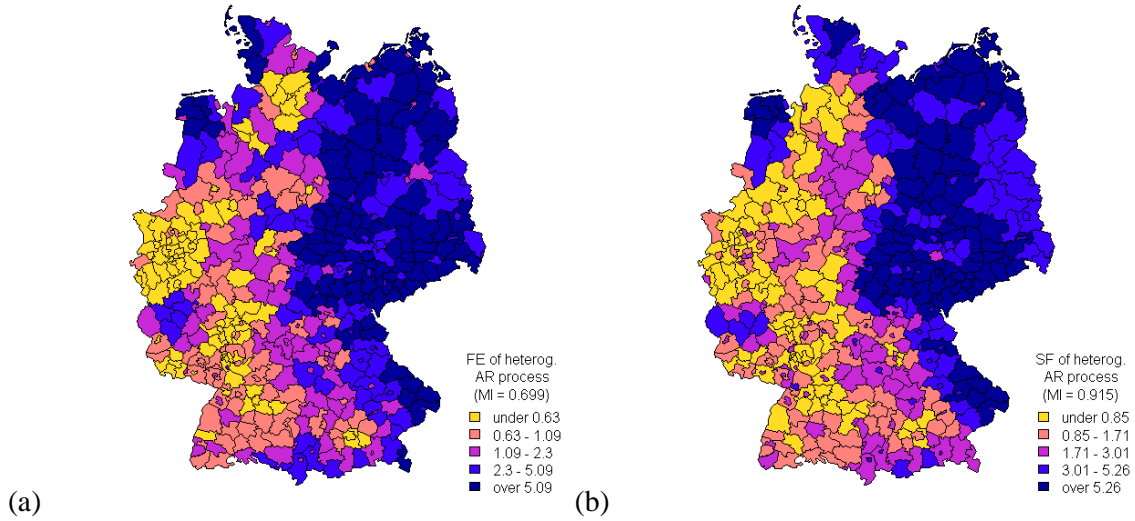 FE of heterog.
AR process
(MI = 0.699)
under 0.63
0.63 - 1.09
1.09 - 2.3
2.3 - 5.09
over 5.09
(a)
SF of heterog.
AR process
(MI = 0.915)
under 0.85
0.85 - 1.71
1.71 - 3.01
3.01 - 5.26
over 5.26
(b)